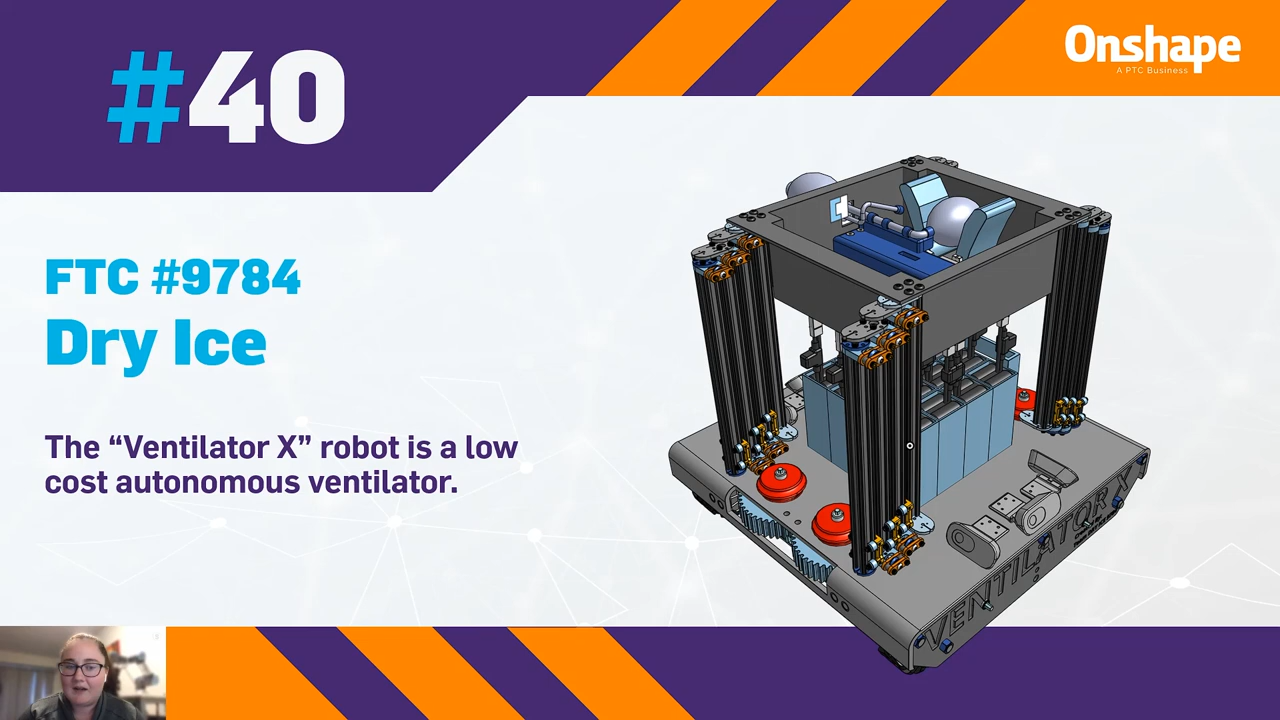 #40
Onshape
A PTC Business
FTC #9784
Dry Ice
The “Ventilator X” robot is a low
cost autonomous ventilator.
VENTILATOR X